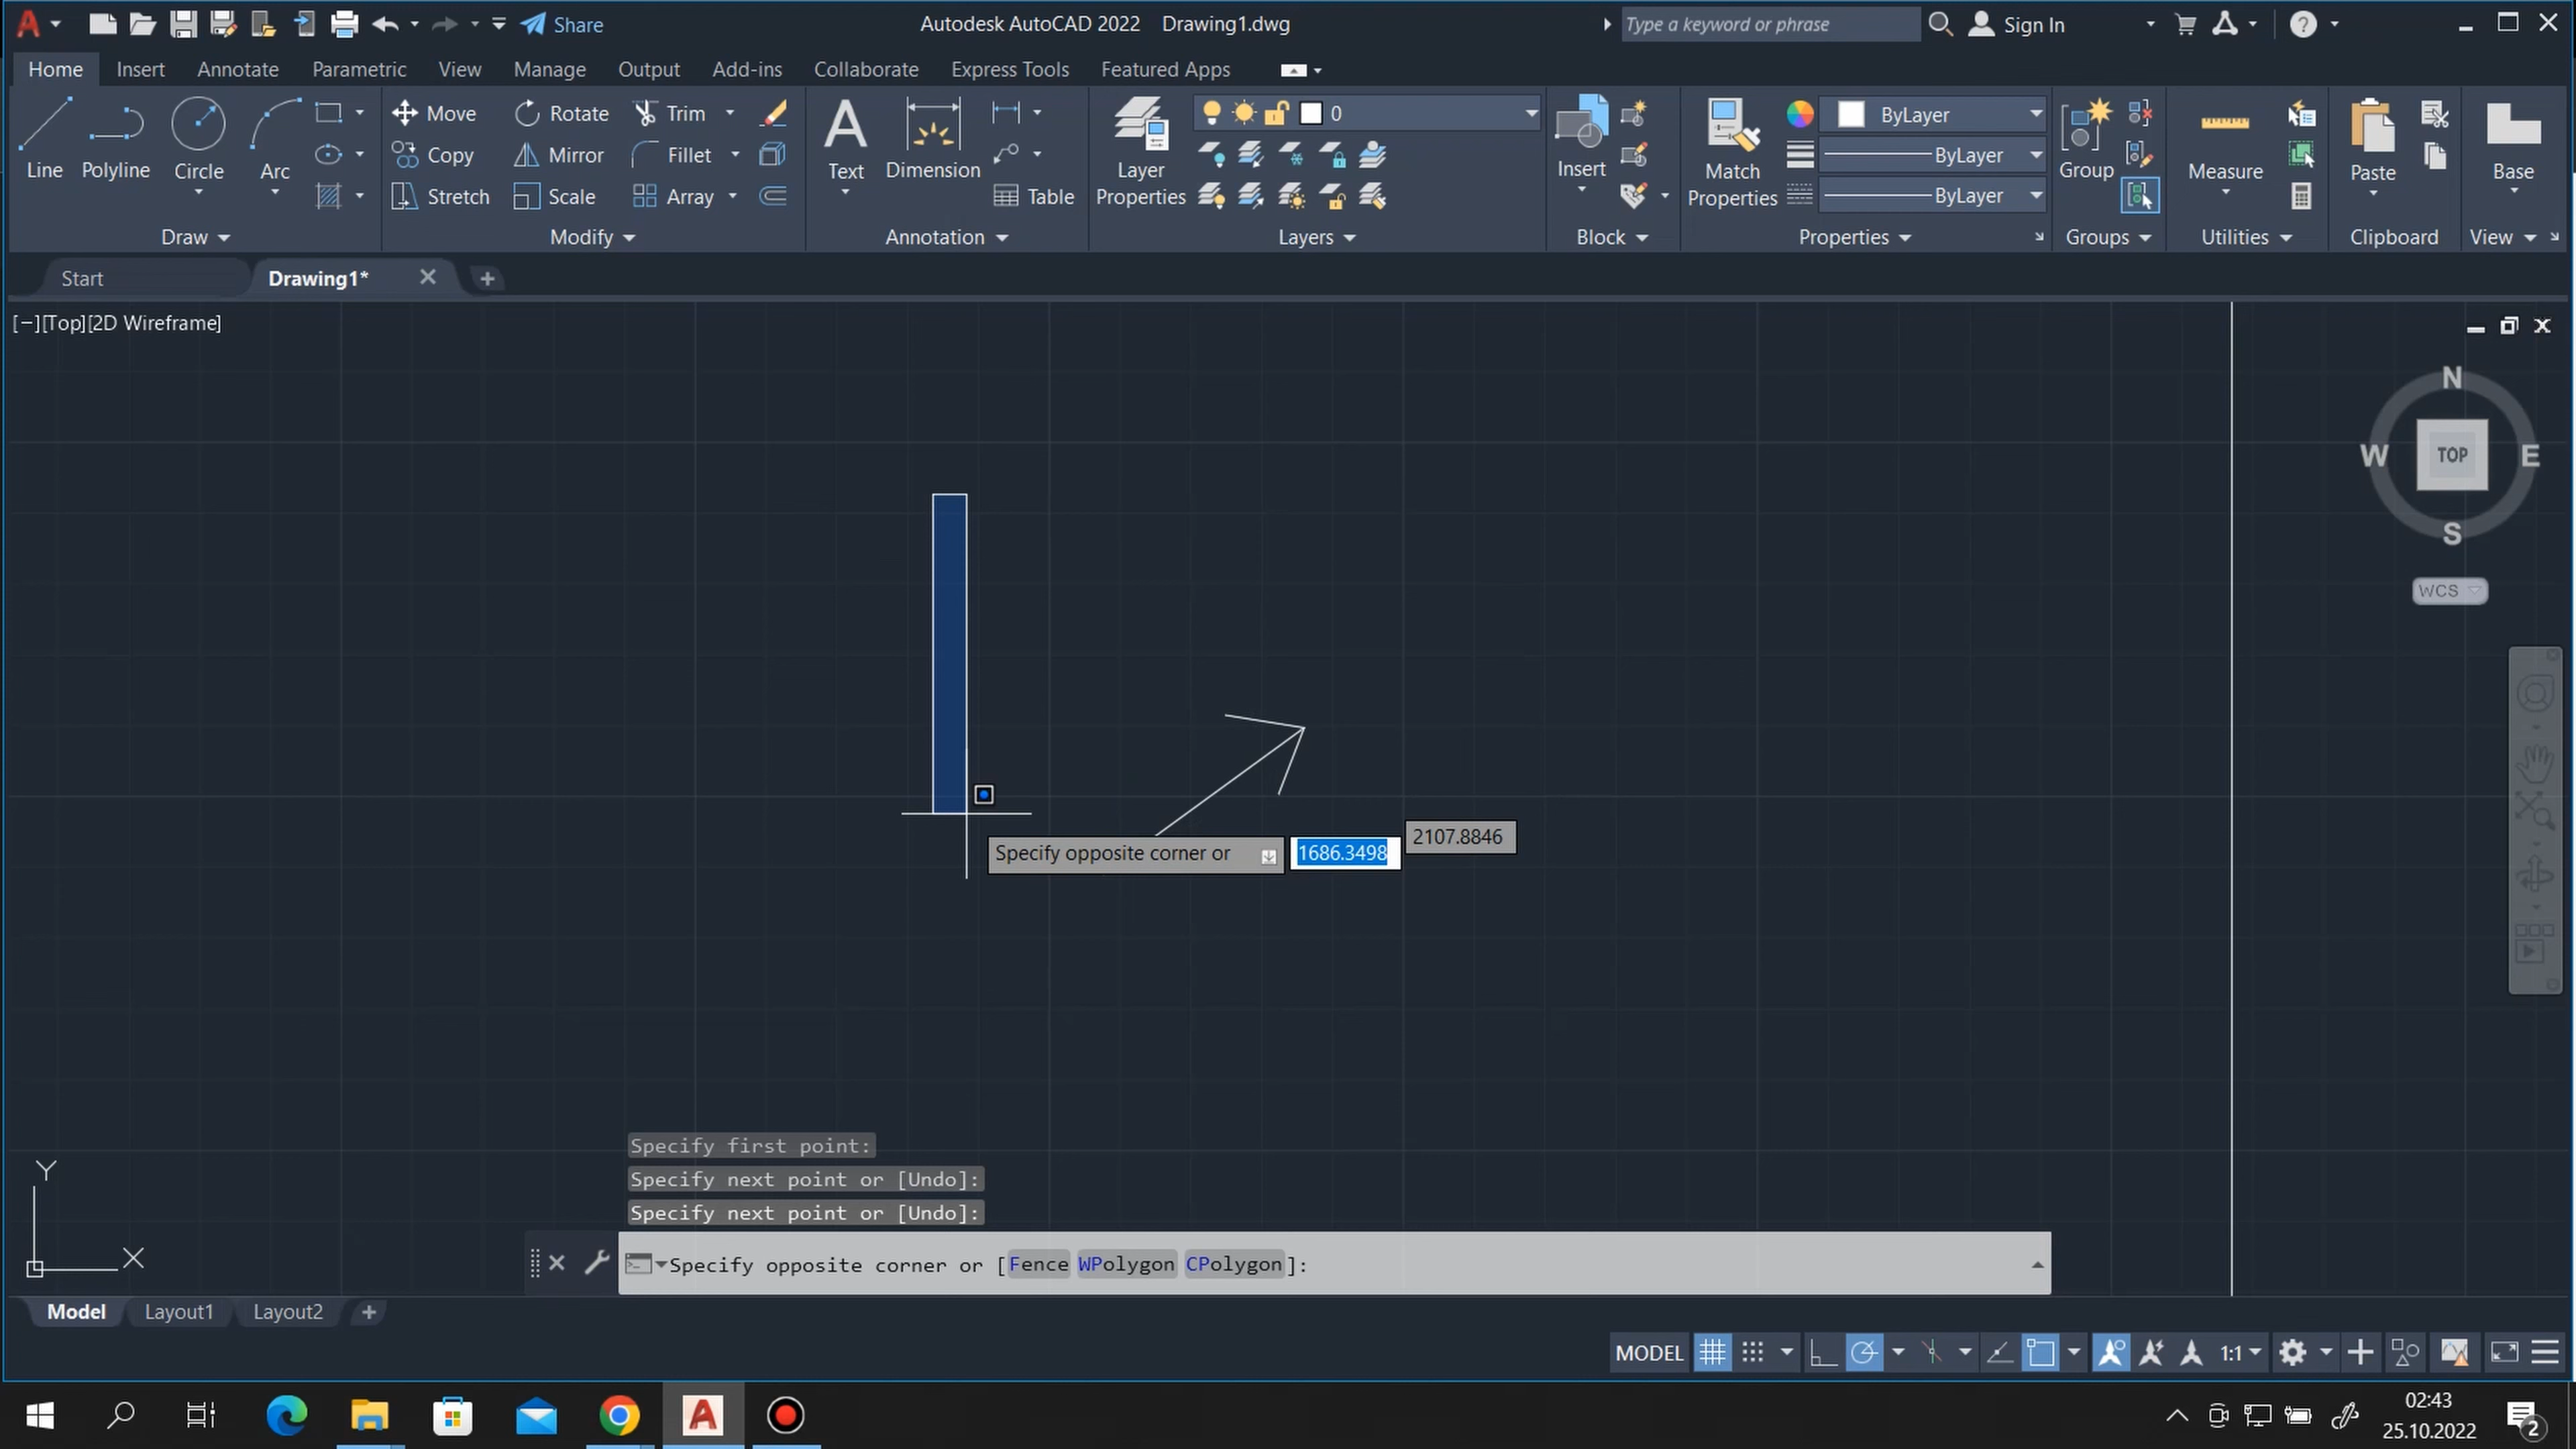 Share
Autodesk AutoCAD 2022 Drawing1.dwg
Type a keyword or phrase
Sign In
Home Insert Annotate Parametric View Manage Output Add-ins Collaborate Express Tools Featured Apps
Line Polyline Circle Arc
Draw
Move Rotate Trim
Copy Mirror Fillet
Stretch Scale Array
Modify
Text Dimension
Table
Annotation
Layer
Properties
0
Layers
Insert
Block
Match
Properties
ByLayer
ByLayer
ByLayer
Properties
Group
Groups
Measure
Utilities
Paste
Clipboard
Base
View
Start Drawing1*
[−][Top][2D Wireframe]
N
W TOP E
S
WCS
Specify opposite corner or 1686.3498 2107.8846
Specify first point:
Specify next point or [Undo]:
Specify next point or [Undo]:
Specify opposite corner or [Fence WPolygon CPolygon]:
Y
X
Model Layout1 Layout2
MODEL 1:1
02:43
25.10.2022
2